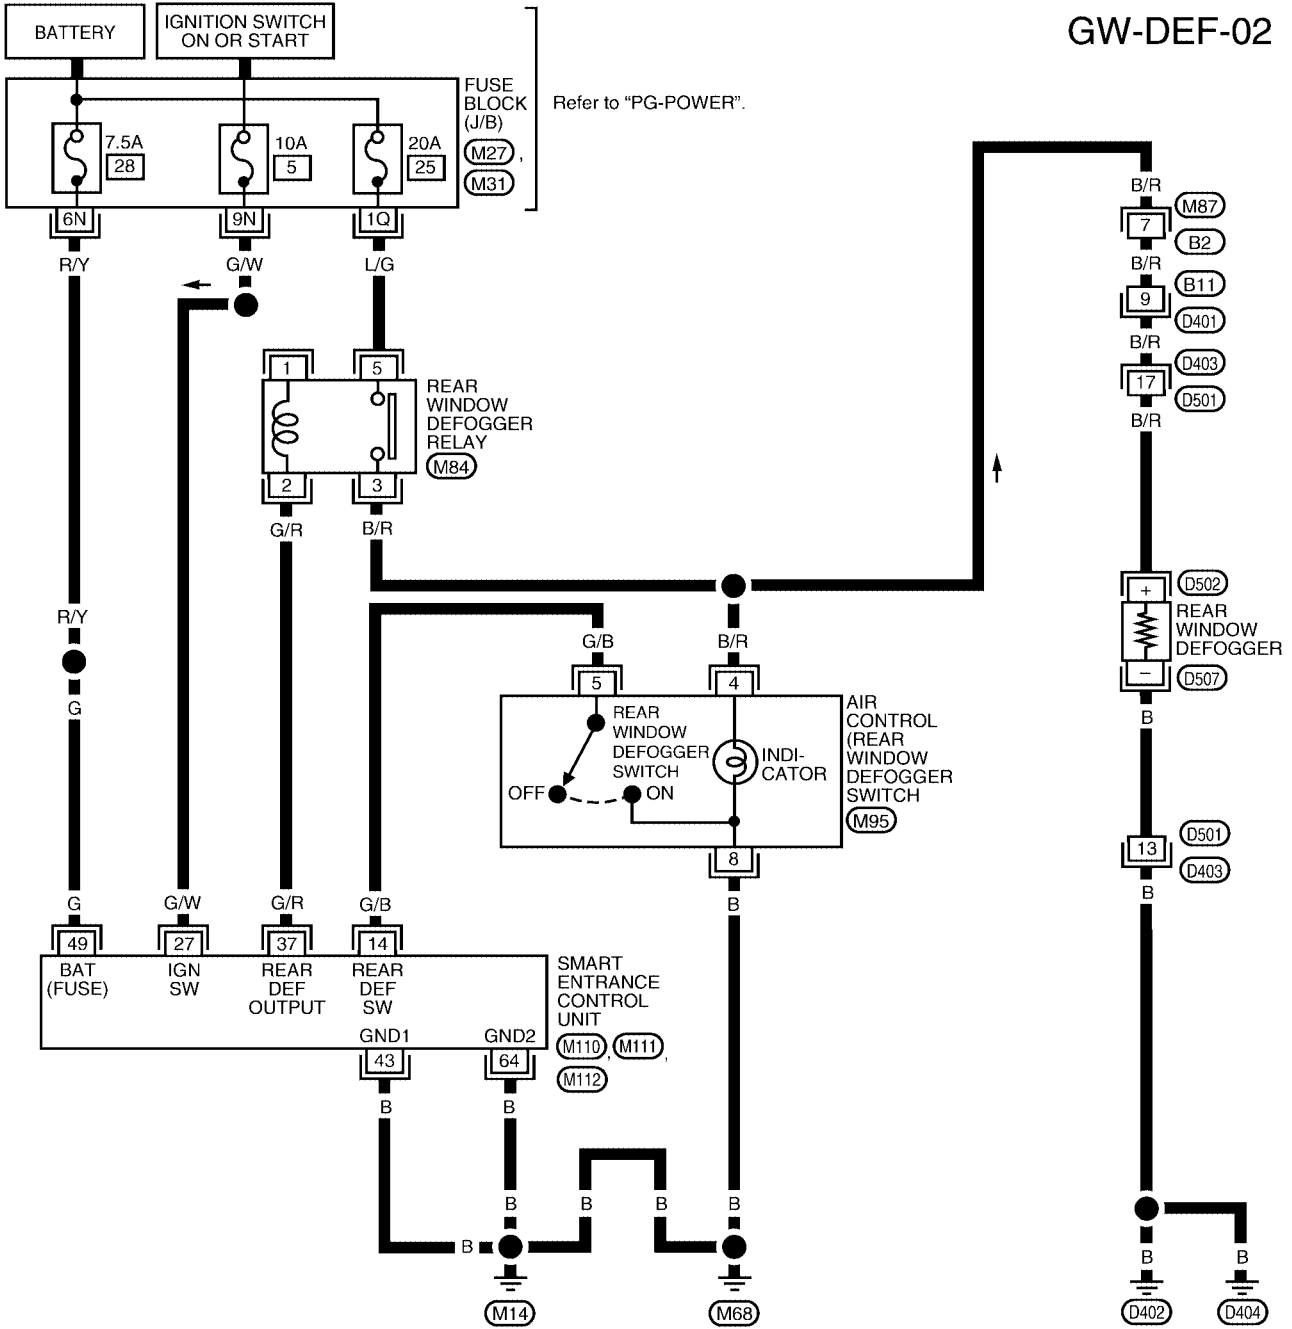 GW-DEF-02
BATTERY
IGNITION SWITCH
ON OR START
FUSE
BLOCK
(J/B)
M27 ,
M31
Refer to “PG-POWER”.
7.5A
28
10A
5
20A
25
6N
9N
1Q
R/Y
G/W
L/G
1
5
REAR
WINDOW
DEFOGGER
RELAY
M84
2
3
G/R
B/R
B/R
7
M87
B2
B/R
9
B11
D401
B/R
17
D403
D501
B/R
R/Y
G
G/B
B/R
5
4
REAR
WINDOW
DEFOGGER
SWITCH
OFF
ON
INDI-
CATOR
AIR
CONTROL
(REAR
WINDOW
DEFOGGER
SWITCH
M95
8
B
+
D502
REAR
WINDOW
DEFOGGER
−
D507
B
13
D501
D403
B
G
G/W
G/R
G/B
49
27
37
14
BAT
(FUSE)
IGN
SW
REAR
DEF
OUTPUT
REAR
DEF
SW
GND1
GND2
SMART
ENTRANCE
CONTROL
UNIT
M110 , M111 ,
M112
43
64
B
B
B
B
B
B
B
M14
M68
B
B
D402
D404